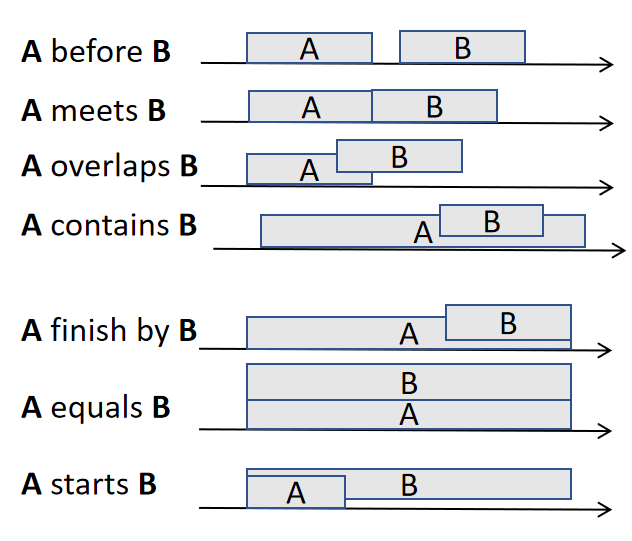 A before B A B
A meets B A B
A overlaps B A B
A contains B A B
A finish by B A B
B
A equals B A
A starts B A B